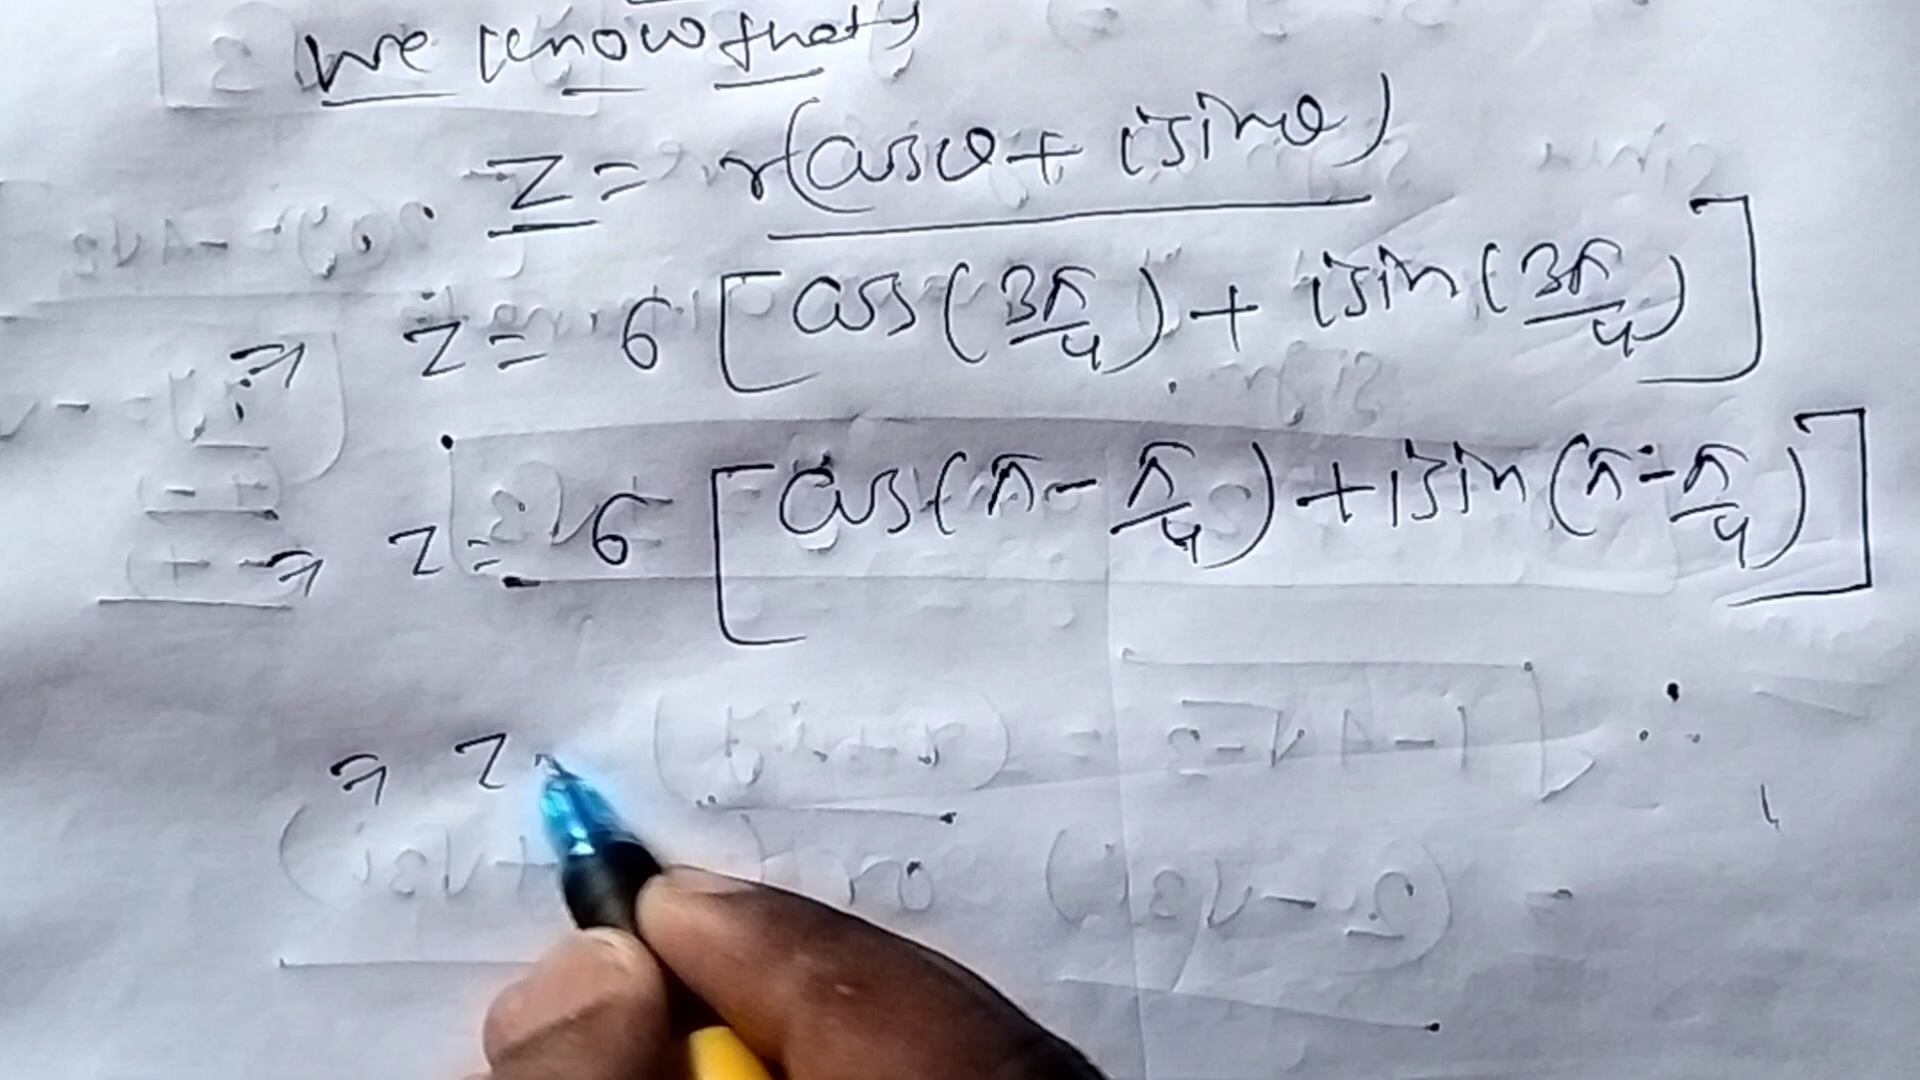 We know that,
z = r(cosθ + isinθ)
⇒ z = 6 [cos(3π/4) + isin(3π/4)]
⇒ z = 6 [cos(π - π/4) + isin(π - π/4)]
⇒ z